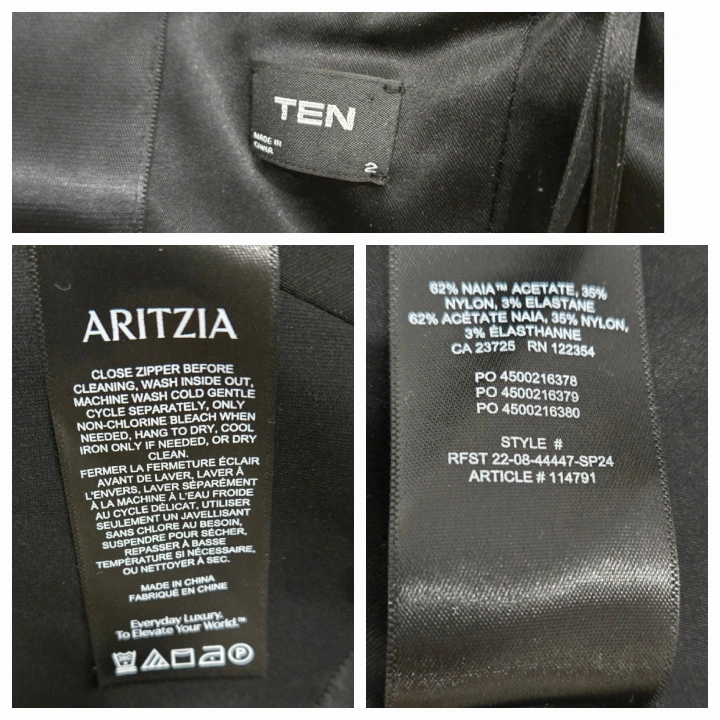 TEN
MADE IN
CHINA
2
ARITZIA
CLOSE ZIPPER BEFORE
CLEANING, WASH INSIDE OUT,
MACHINE WASH COLD GENTLE
CYCLE SEPARATELY, ONLY
NON-CHLORINE BLEACH WHEN
NEEDED, HANG TO DRY, COOL
IRON ONLY IF NEEDED, OR DRY
CLEAN.
FERMER LA FERMETURE ÉCLAIR
AVANT DE LAVER, LAVER À
L'ENVERS, LAVER SÉPARÉMENT
À LA MACHINE À L'EAU FROIDE
AU CYCLE DÉLICAT, UTILISER
SEULEMENT UN JAVELLISANT
SANS CHLORE AU BESOIN,
SUSPENDRE POUR SÉCHER,
REPASSER À BASSE
TEMPÉRATURE SI NÉCESSAIRE,
OU NETTOYER À SEC.
MADE IN CHINA
FABRIQUÉ EN CHINE
Everyday Luxury.
To Elevate Your World.™
P
62% NAIA™ ACETATE, 35%
NYLON, 3% ELASTANE
62% ACÉTATE NAIA, 35% NYLON,
3% ÉLASTHANNE
CA 23725 RN 122354
PO 4500216378
PO 4500216379
PO 4500216380
STYLE #
RFST 22-08-44447-SP24
ARTICLE # 114791